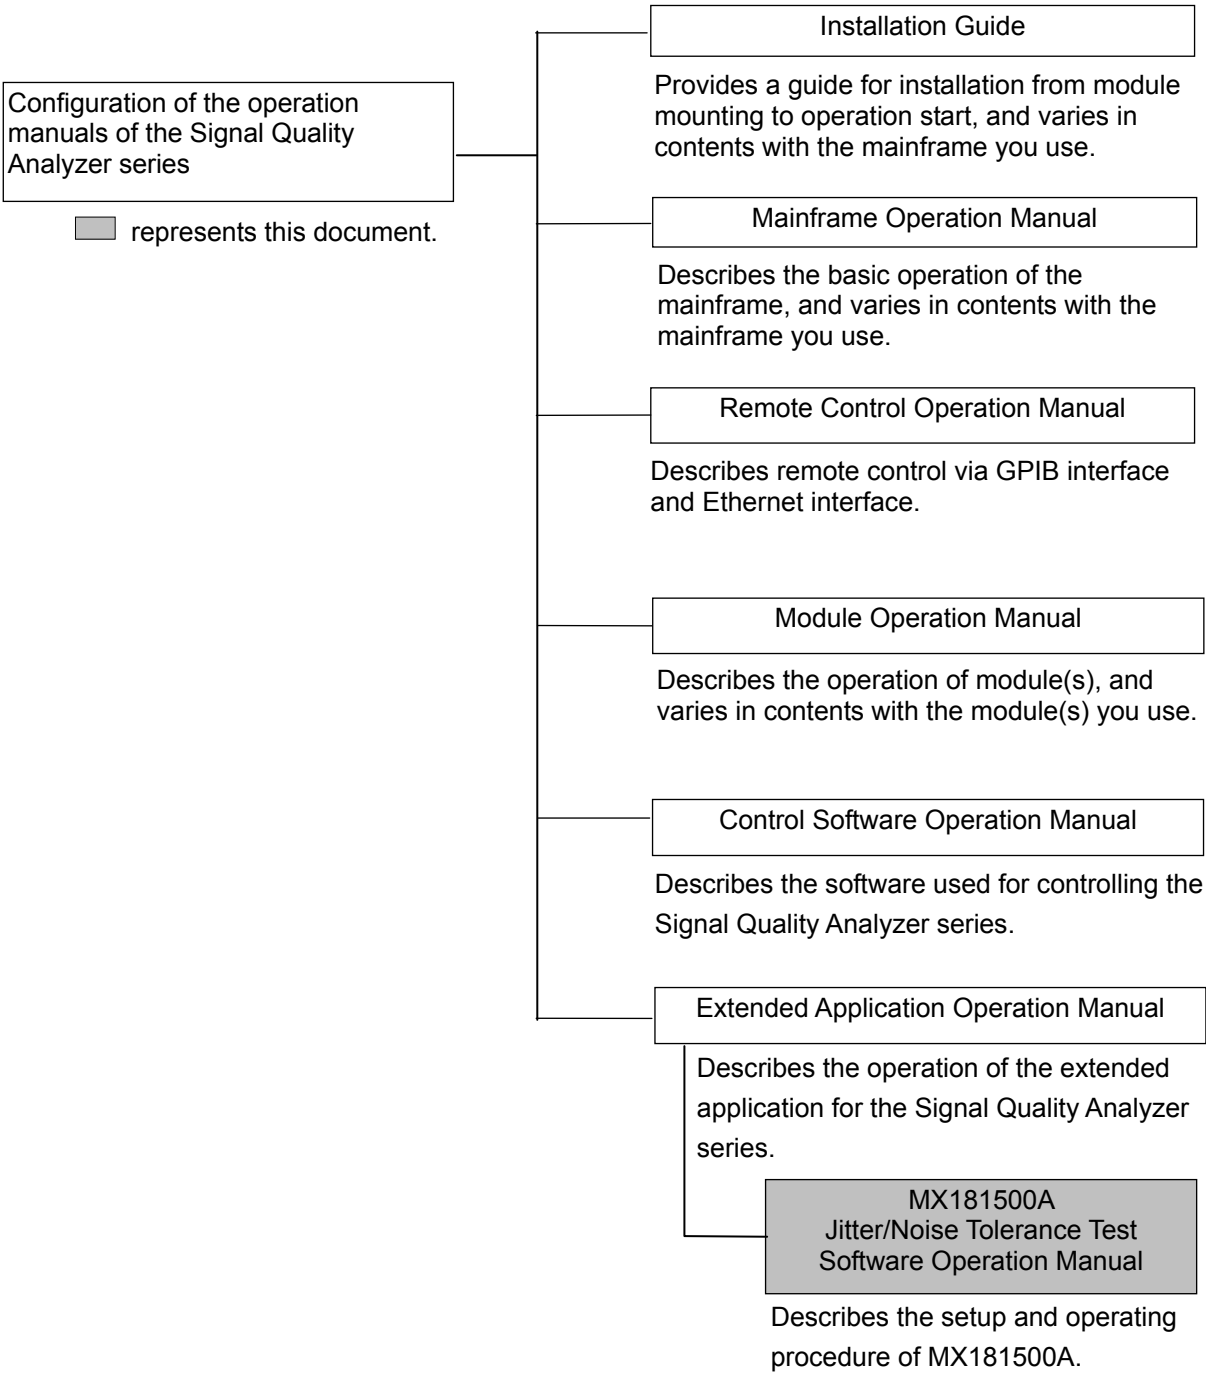 Installation Guide
Provides a guide for installation from module
mounting to operation start, and varies in
contents with the mainframe you use.
Configuration of the operation
manuals of the Signal Quality
Analyzer series
represents this document.
Mainframe Operation Manual
Describes the basic operation of the
mainframe, and varies in contents with the
mainframe you use.
Remote Control Operation Manual
Describes remote control via GPIB interface
and Ethernet interface.
Module Operation Manual
Describes the operation of module(s), and
varies in contents with the module(s) you use.
Control Software Operation Manual
Describes the software used for controlling the
Signal Quality Analyzer series.
Extended Application Operation Manual
Describes the operation of the extended
application for the Signal Quality Analyzer
series.
MX181500A
Jitter/Noise Tolerance Test
Software Operation Manual
Describes the setup and operating
procedure of MX181500A.